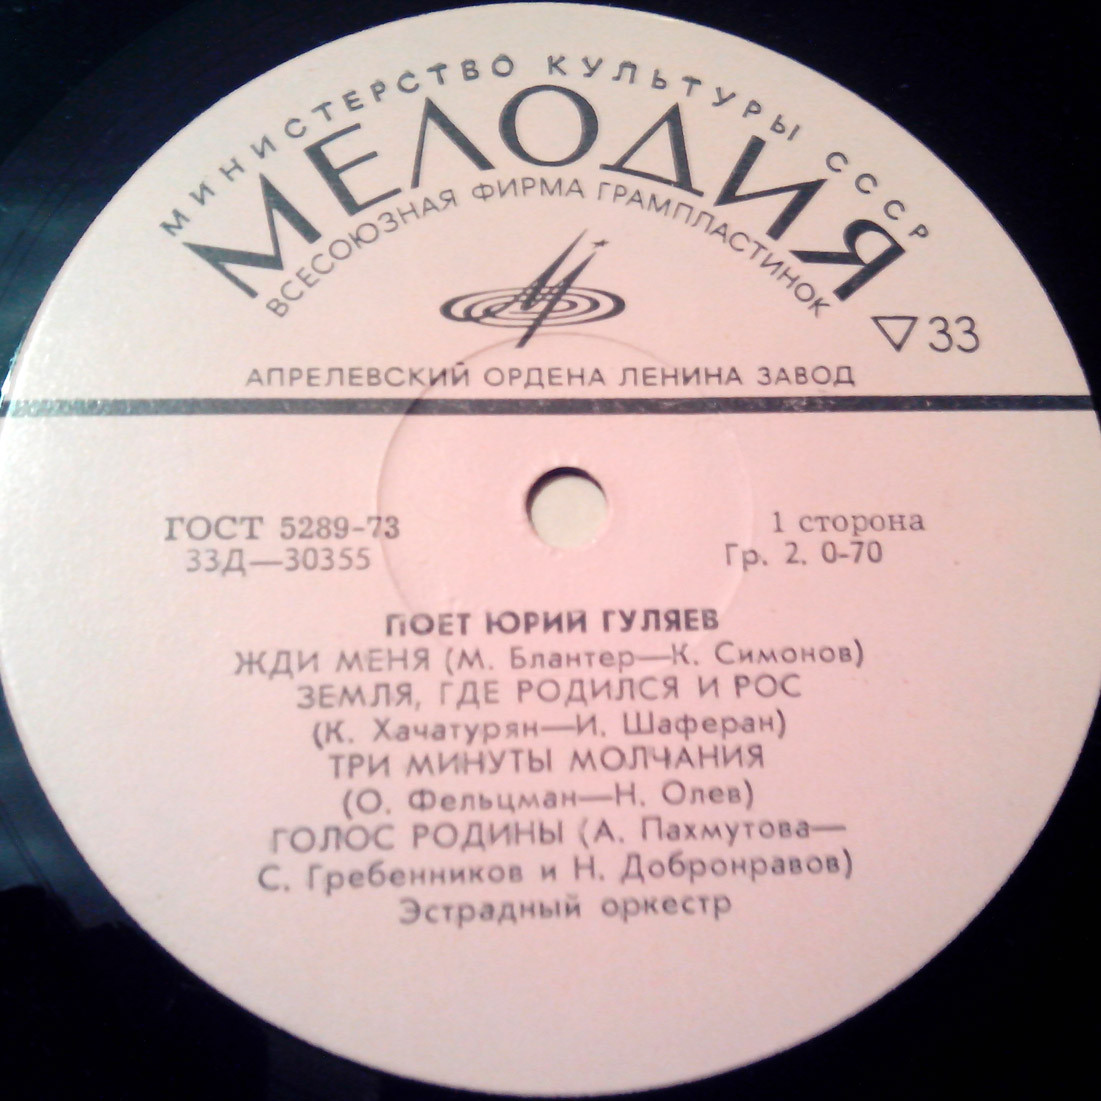 МИНИСТЕРСТВО КУЛЬТУРЫ СССР
МЕЛОДИЯ
ВСЕСОЮЗНАЯ ФИРМА ГРАМПЛАСТИНОК
33
АПРЕЛЕВСКИЙ ОРДЕНА ЛЕНИНА ЗАВОД
ГОСТ 5289-73
33Д—30355
1 сторона
Гр. 2. 0-70
ПОЕТ ЮРИЙ ГУЛЯЕВ
ЖДИ МЕНЯ (М. Блантер—К. Симонов)
ЗЕМЛЯ, ГДЕ РОДИЛСЯ И РОС
(К. Хачатурян—И. Шаферан)
ТРИ МИНУТЫ МОЛЧАНИЯ
(О. Фельцман—Н. Олев)
ГОЛОС РОДИНЫ (А. Пахмутова—
С. Гребенников и Н. Добронравов)
Эстрадный оркестр